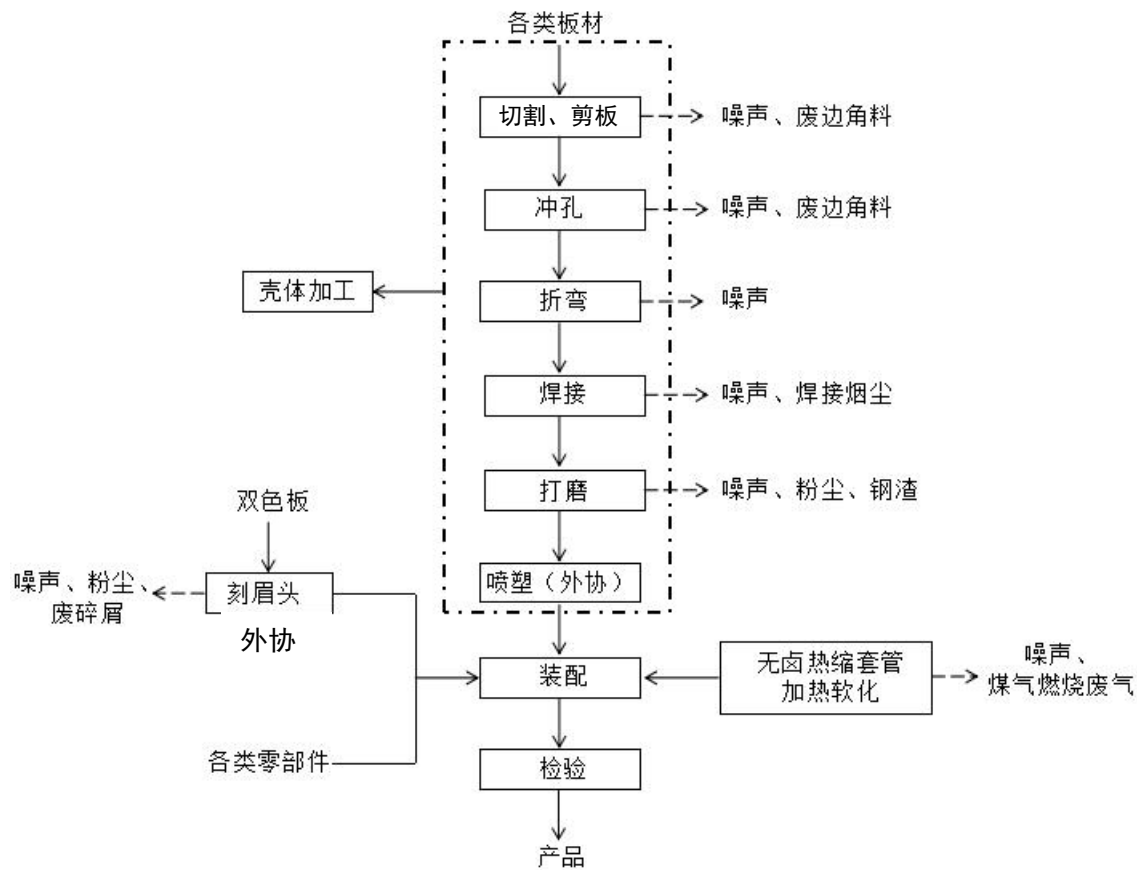 各类板材
切割、剪板
噪声、废边角料
冲孔
噪声、废边角料
壳体加工
折弯
噪声
焊接
噪声、焊接烟尘
打磨
噪声、粉尘、钢渣
双色板
噪声、粉尘、
废碎屑
刻眉头
外协
喷塑（外协）
装配
无卤热缩套管
加热软化
噪声、
煤气燃烧废气
各类零部件
检验
产品